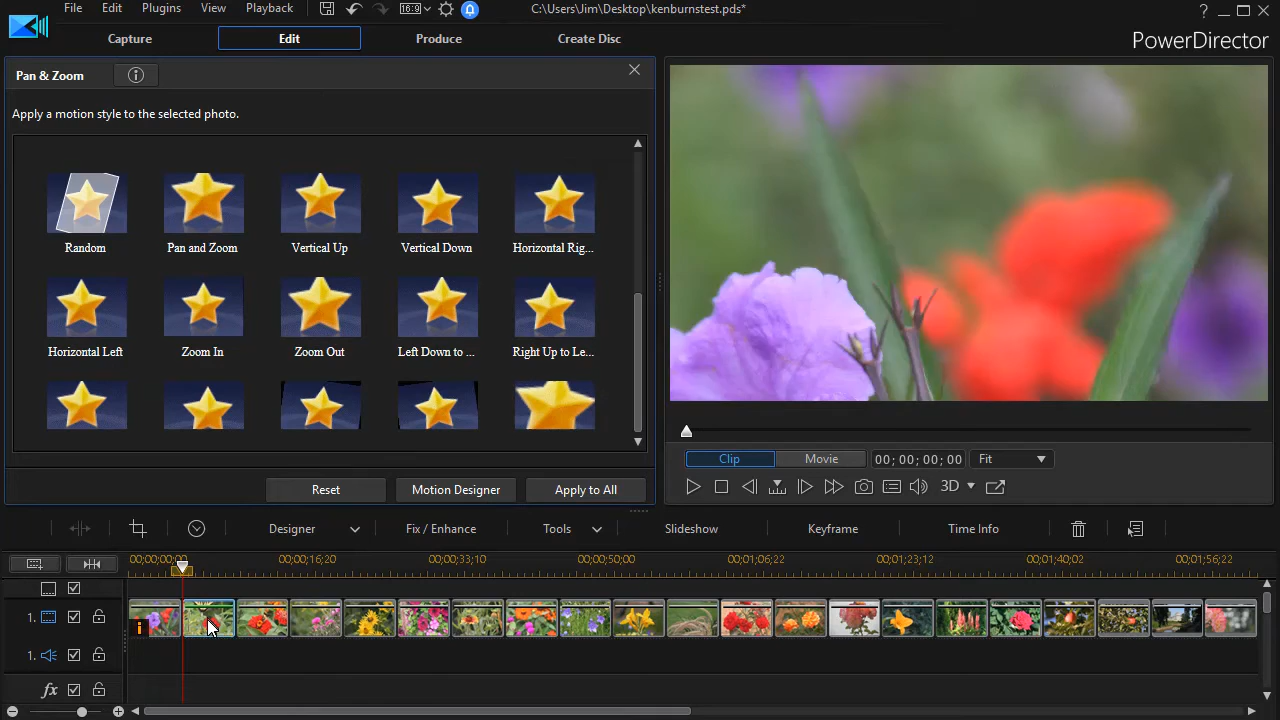 File Edit Plugins View Playback 16:9 C:\Users\Jim\Desktop\kenburnstest.pds* ?
Capture Edit Produce Create Disc PowerDirector
Pan & Zoom i
Apply a motion style to the selected photo.
Random Pan and Zoom Vertical Up Vertical Down Horizontal Rig...
Horizontal Left Zoom In Zoom Out Left Down to ... Right Up to Le...
Clip Movie 00; 00; 00; 00 Fit
Reset Motion Designer Apply to All
3D
Designer Fix / Enhance Tools Slideshow Keyframe Time Info
00;00;00;00 00;00;16;20 00;00;33;10 00;00;50;00 00;01;06;22 00;01;23;12 00;01;40;02 00;01;56;22
1.
i
1.
fx